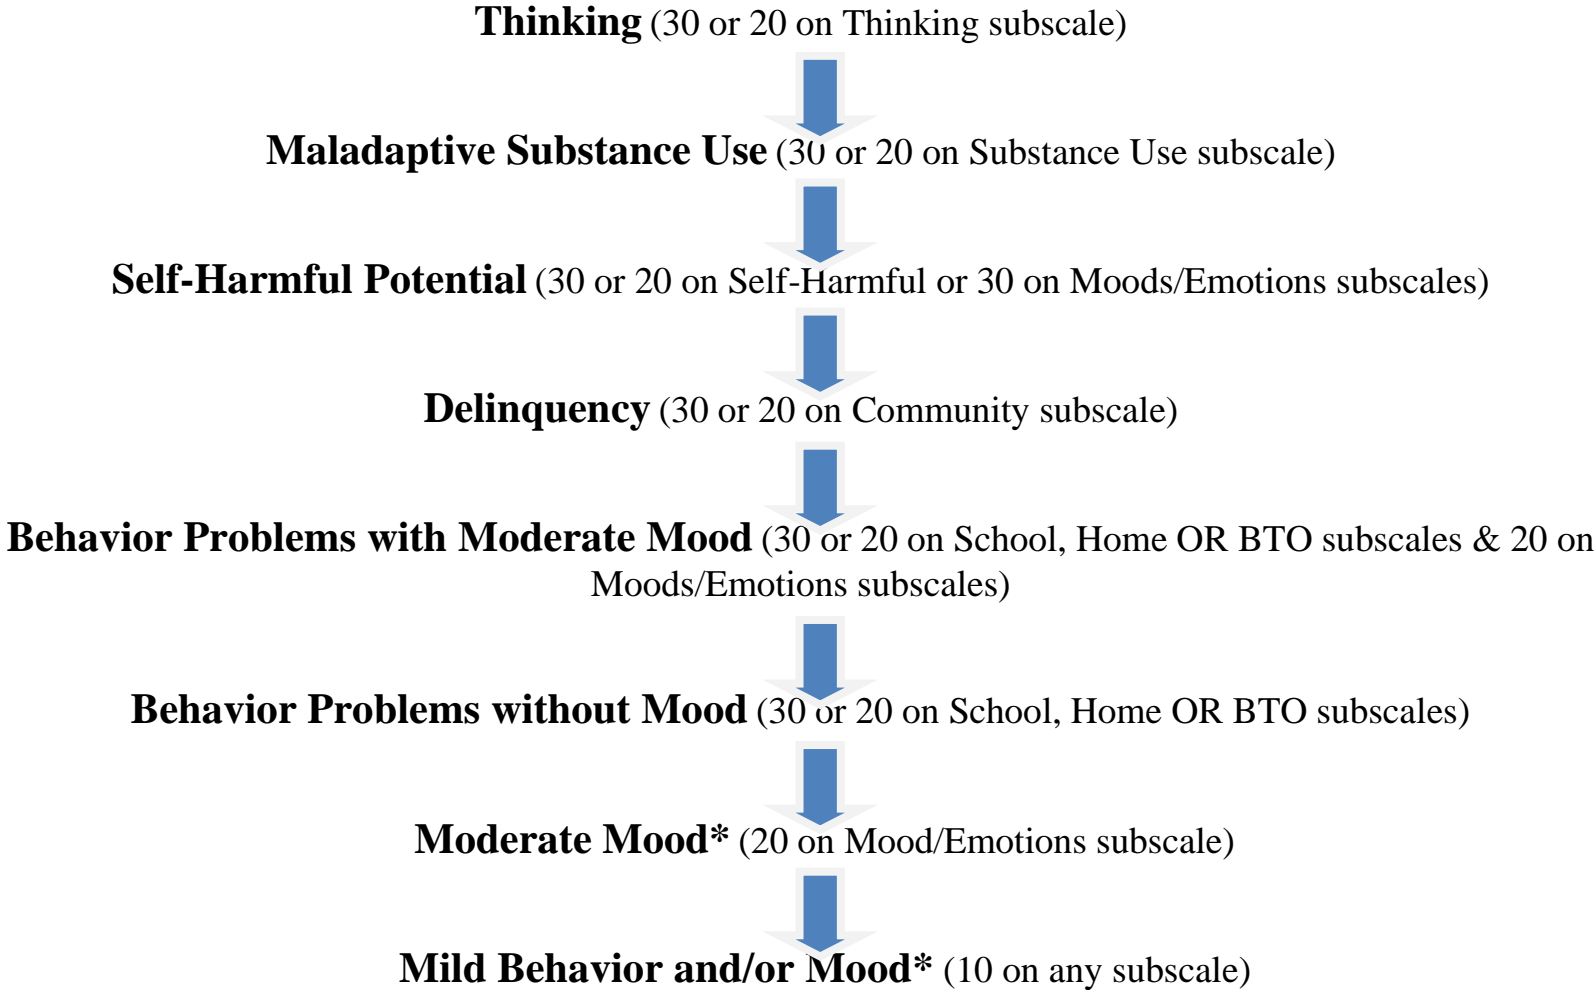 Thinking (30 or 20 on Thinking subscale)
Maladaptive Substance Use (30 or 20 on Substance Use subscale)
Self-Harmful Potential (30 or 20 on Self-Harmful or 30 on Moods/Emotions subscales)
Delinquency (30 or 20 on Community subscale)
Behavior Problems with Moderate Mood (30 or 20 on School, Home OR BTO subscales & 20 on
Moods/Emotions subscales)
Behavior Problems without Mood (30 or 20 on School, Home OR BTO subscales)
Moderate Mood* (20 on Mood/Emotions subscale)
Mild Behavior and/or Mood* (10 on any subscale)